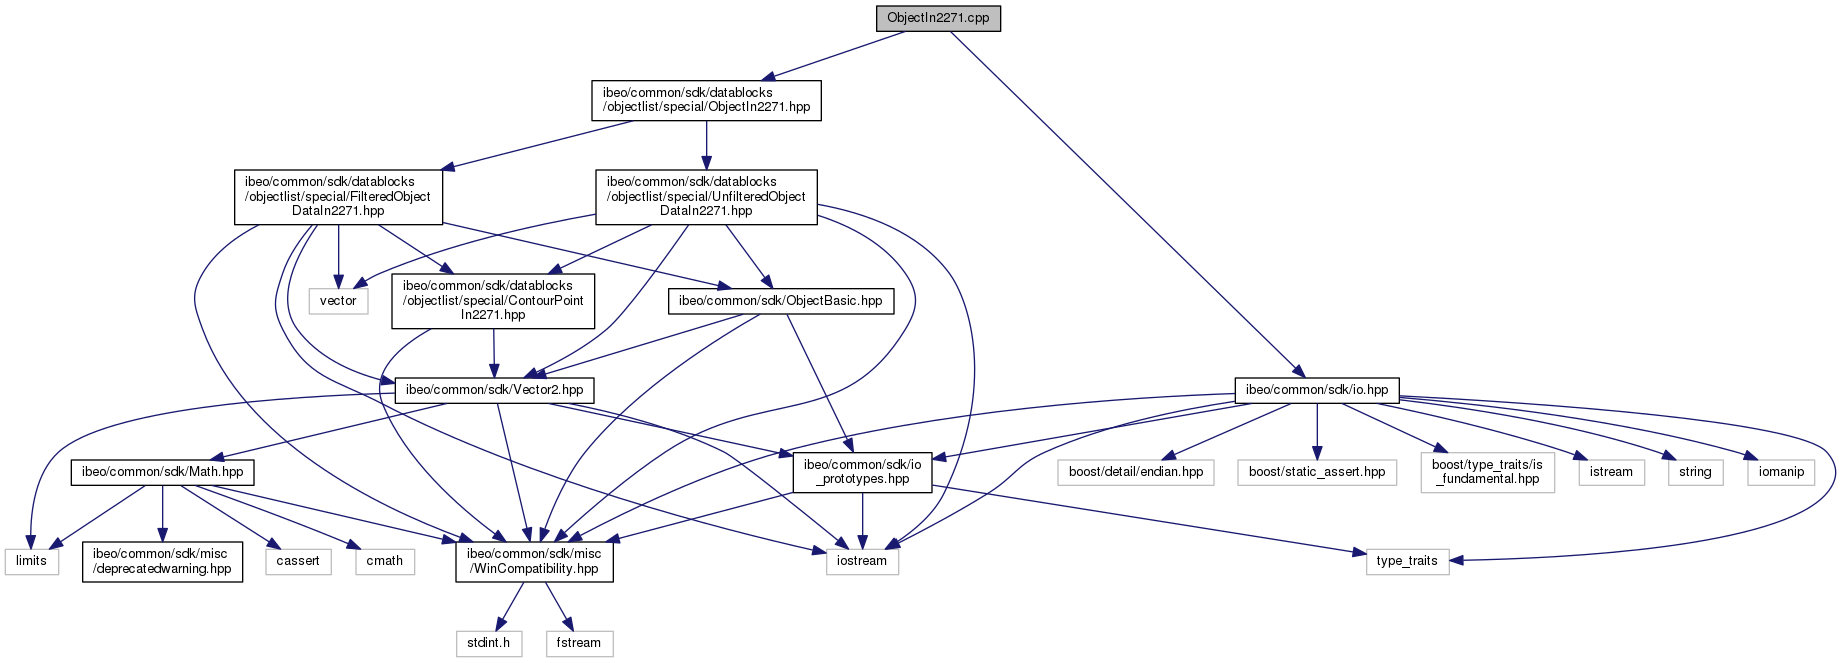 ObjectIn2271.cpp
ibeo/common/sdk/datablocks
/objectlist/special/ObjectIn2271.hpp
ibeo/common/sdk/datablocks
/objectlist/special/FilteredObject
DataIn2271.hpp
ibeo/common/sdk/datablocks
/objectlist/special/UnfilteredObject
DataIn2271.hpp
vector
ibeo/common/sdk/datablocks
/objectlist/special/ContourPoint
In2271.hpp
ibeo/common/sdk/ObjectBasic.hpp
ibeo/common/sdk/Vector2.hpp
ibeo/common/sdk/io.hpp
ibeo/common/sdk/Math.hpp
ibeo/common/sdk/io
_prototypes.hpp
boost/detail/endian.hpp
boost/static_assert.hpp
boost/type_traits/is
_fundamental.hpp
istream
string
iomanip
limits
ibeo/common/sdk/misc
/deprecatedwarning.hpp
cassert
cmath
ibeo/common/sdk/misc
/WinCompatibility.hpp
iostream
type_traits
stdint.h
fstream